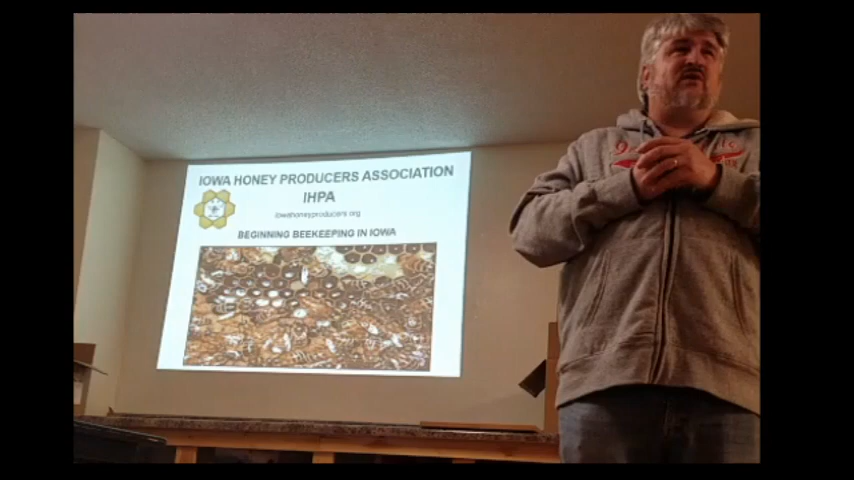 IOWA HONEY PRODUCERS ASSOCIATION
IHPA
iowahoneyproducers.org
BEGINNING BEEKEEPING IN IOWA